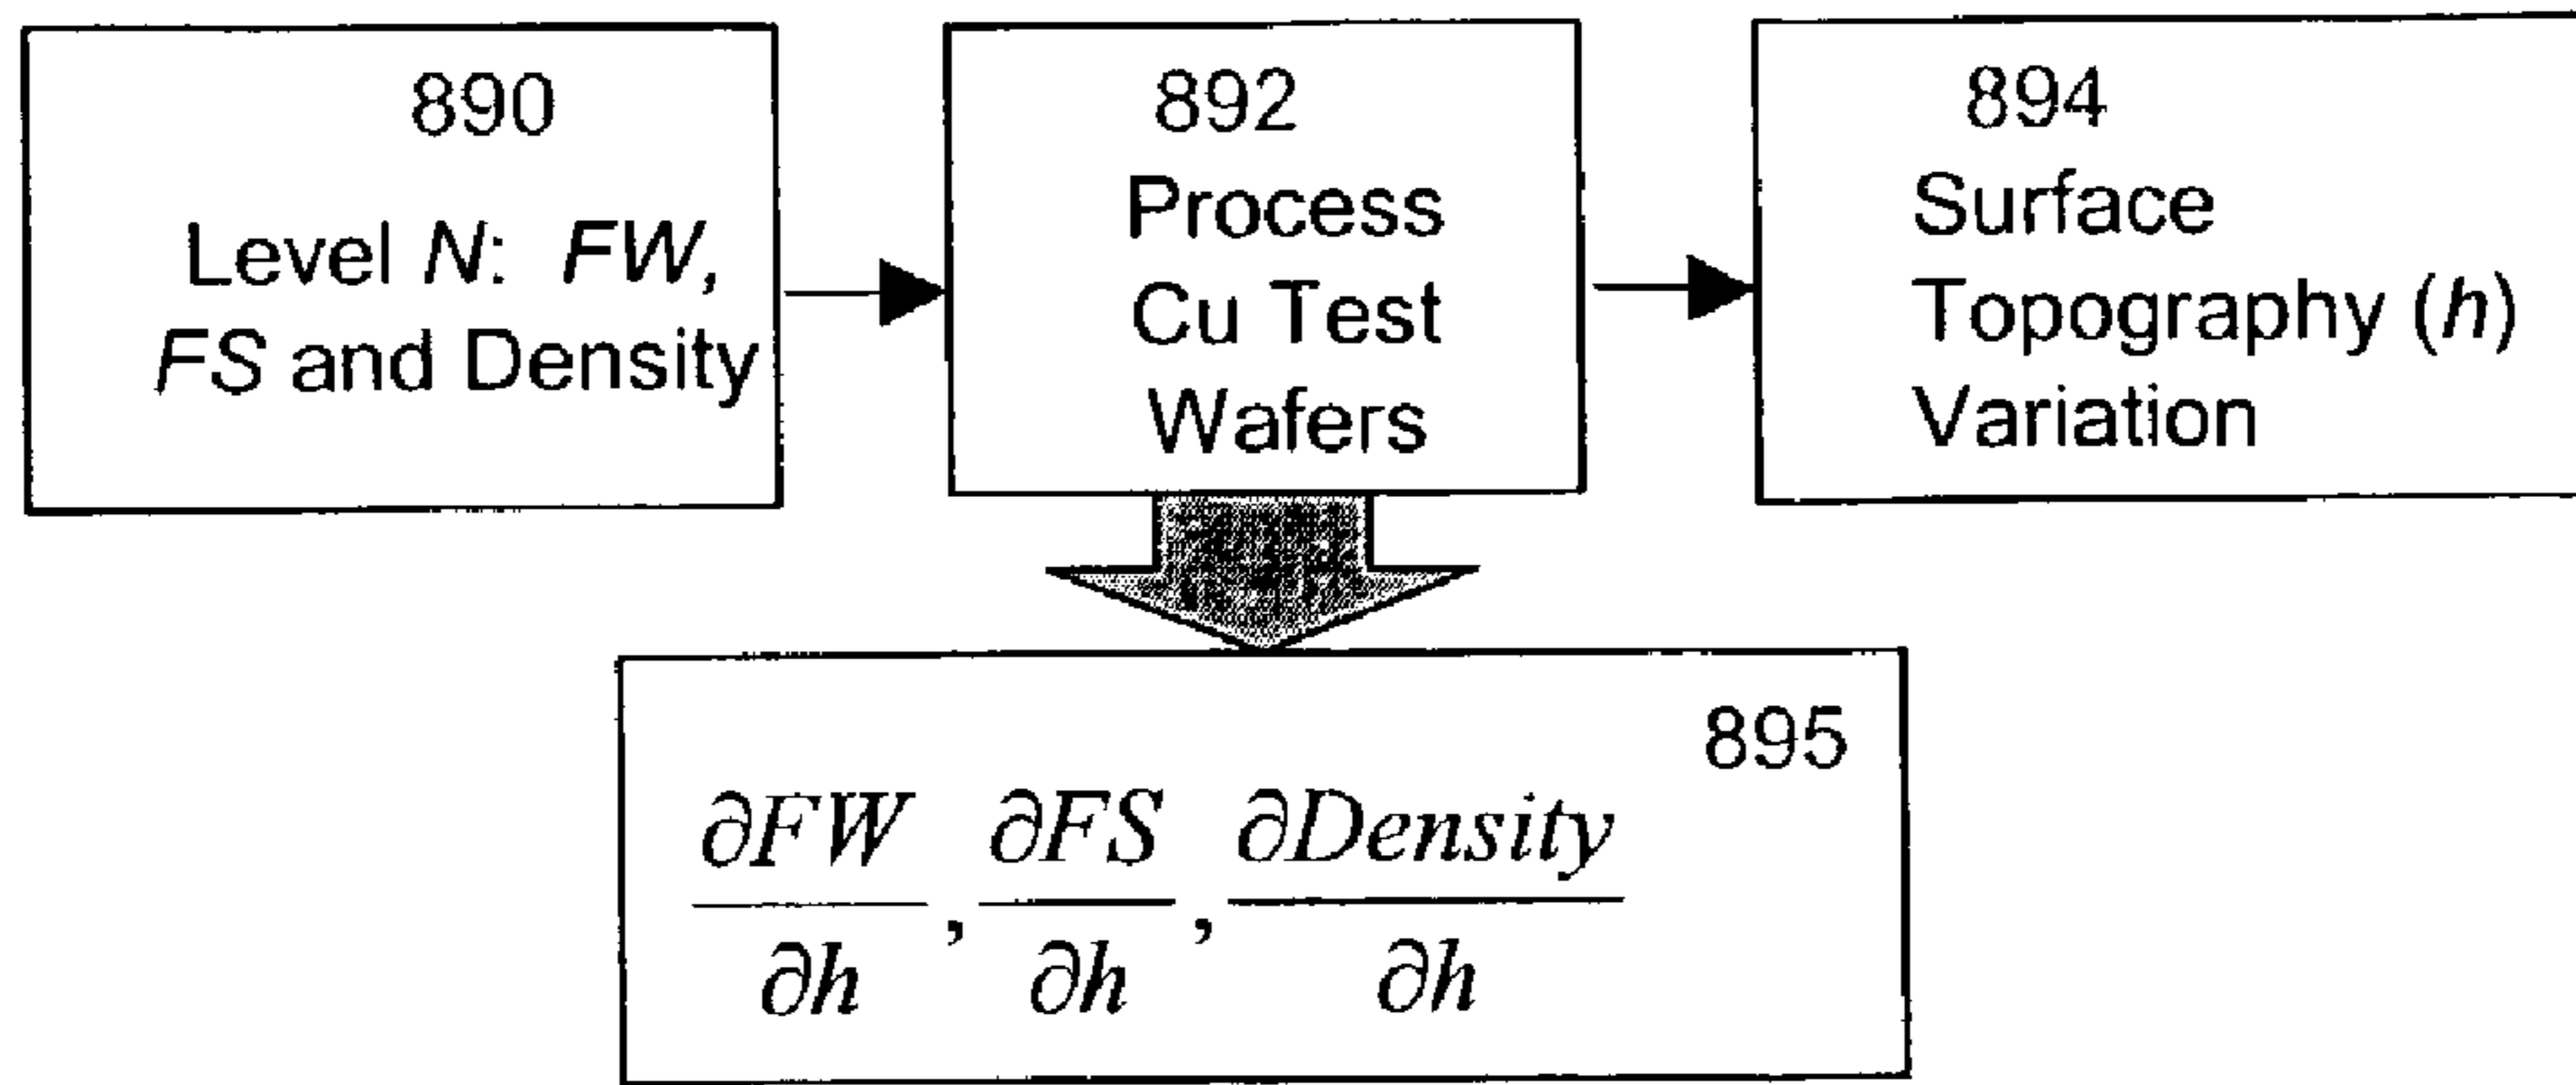 890
Level N: FW,
FS and Density
892
Process
Cu Test
Wafers
894
Surface
Topography (h)
Variation
895
∂FW/∂h, ∂FS/∂h, ∂Density/∂h